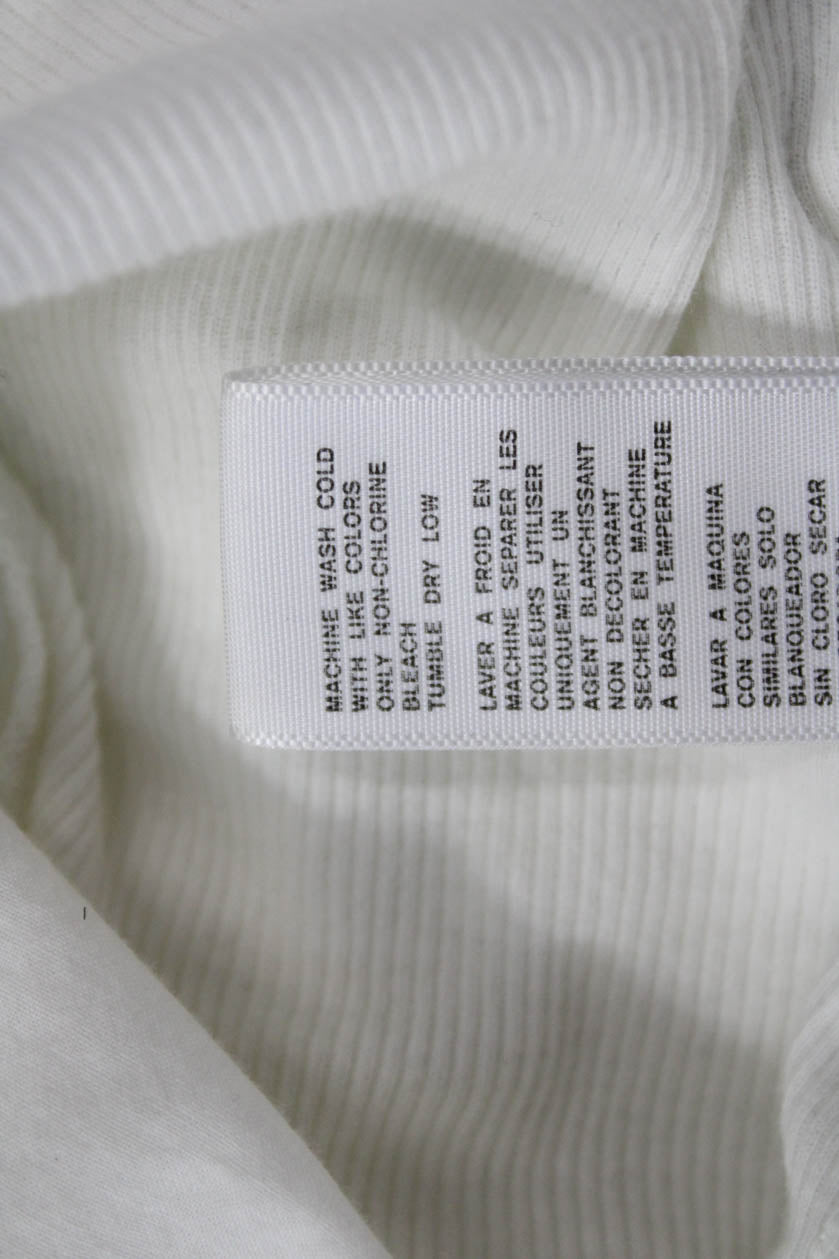 MACHINE WASH COLD
WITH LIKE COLORS
ONLY NON-CHLORINE
BLEACH
TUMBLE DRY LOW
LAVER A FROID EN
MACHINE SEPARER LES
COULEURS UTILISER
UNIQUEMENT UN
AGENT BLANCHISSANT
NON DECOLORANT
SECHER EN MACHINE
A BASSE TEMPERATURE
LAVAR A MAQUINA
CON COLORES
SIMILARES SOLO
BLANQUEADOR
SIN CLORO SECAR